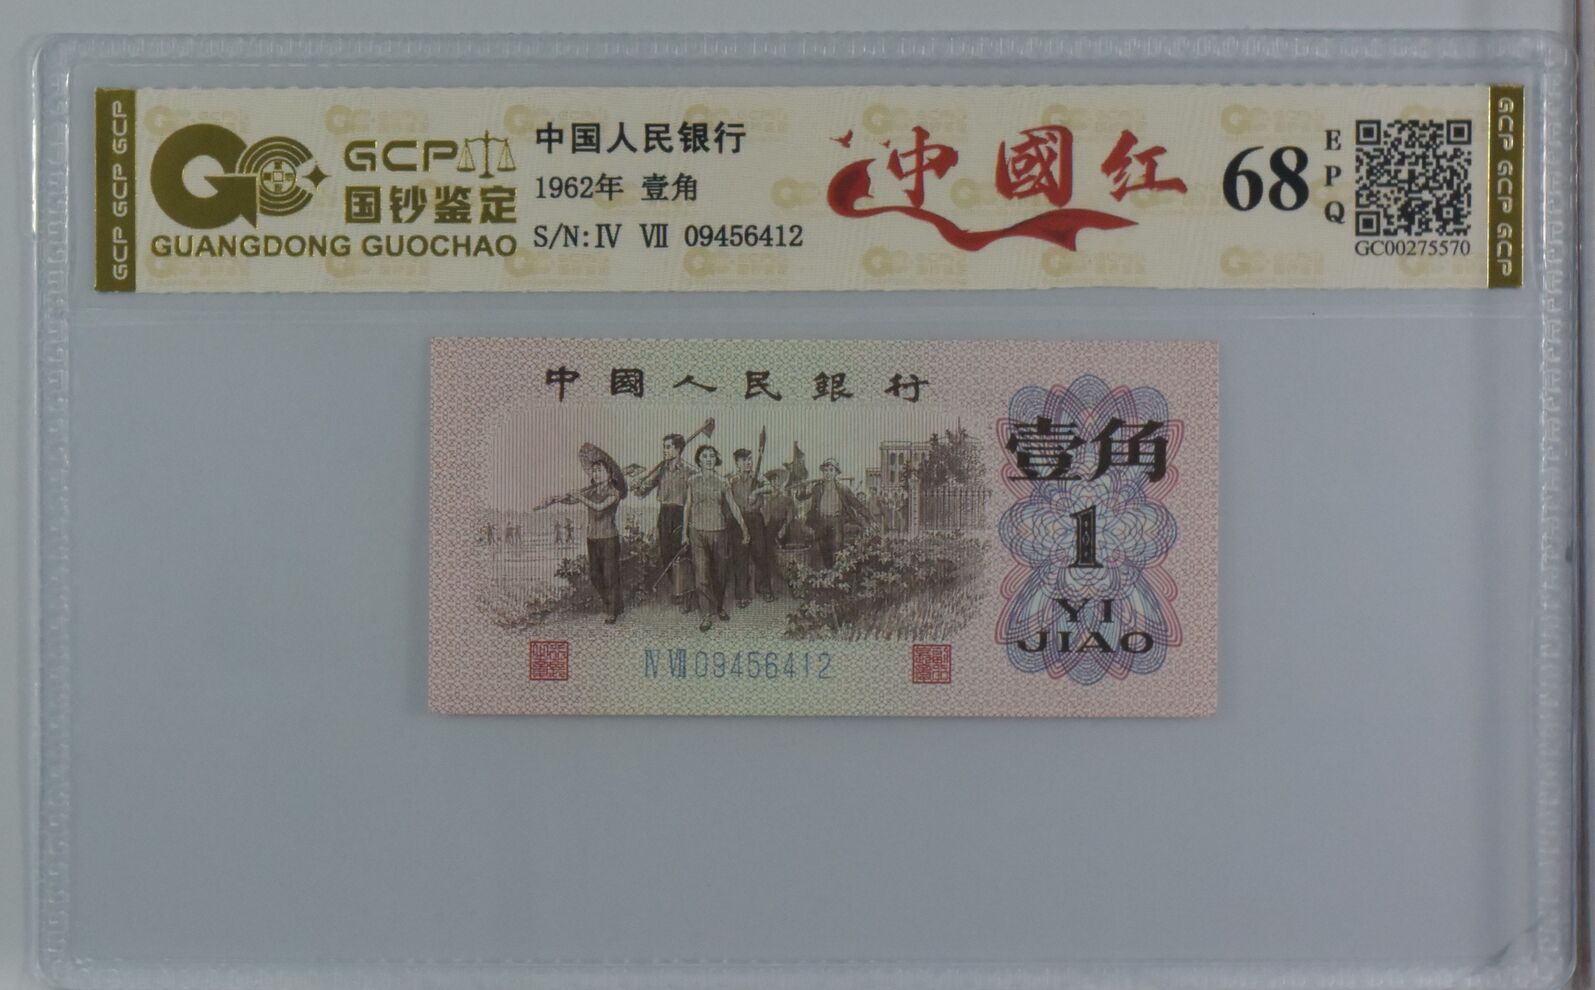 GCP GCP GCP
GCP
国钞鉴定
GUANGDONG GUOCHAO
中国人民银行
1962年 壹角
S/N: IV VII 09456412
中國红
68
EPQ
GC00275570
GCP GCP GCP
中國人民銀行
壹角
1
YI
JIAO
IV VII 09456412